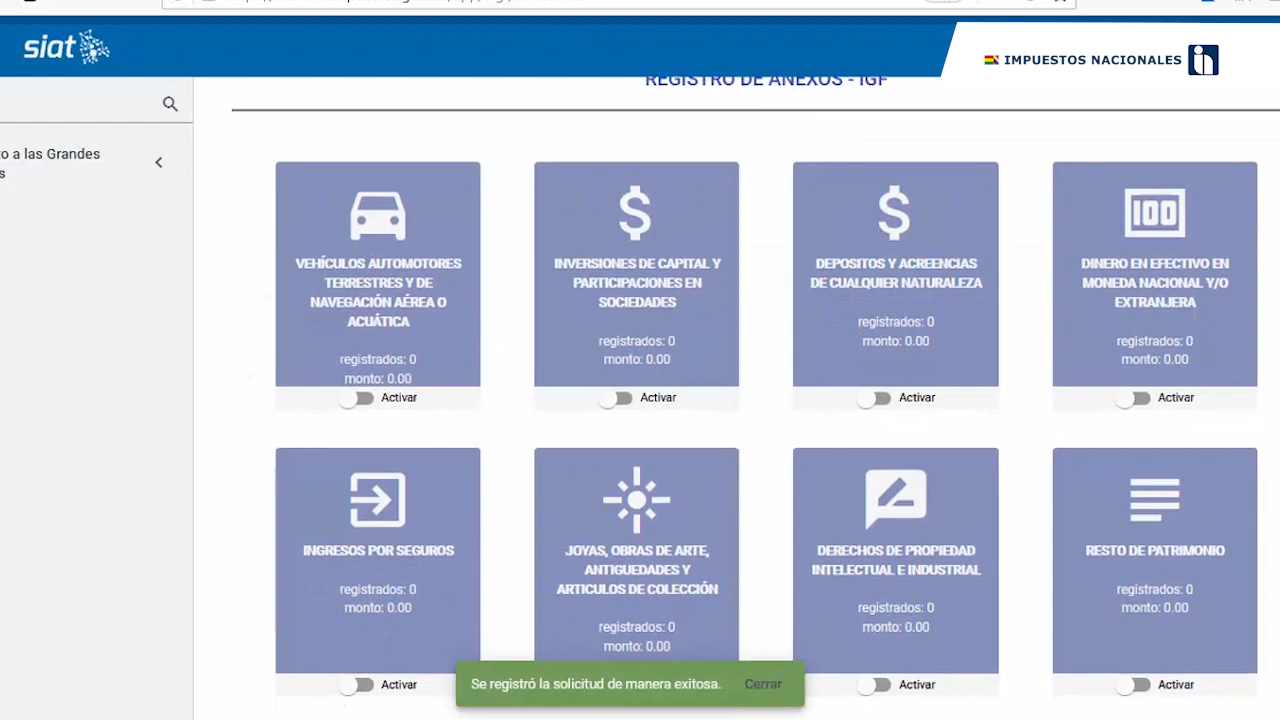 siat
IMPUESTOS NACIONALES
REGISTRO DE ANEXOS - IGF
o a las Grandes
s
VEHÍCULOS AUTOMOTORES
TERRESTRES Y DE
NAVEGACIÓN AÉREA O
ACUÁTICA
registrados: 0
monto: 0.00
Activar
INVERSIONES DE CAPITAL Y
PARTICIPACIONES EN
SOCIEDADES
registrados: 0
monto: 0.00
Activar
DEPOSITOS Y ACREENCIAS
DE CUALQUIER NATURALEZA
registrados: 0
monto: 0.00
Activar
100
DINERO EN EFECTIVO EN
MONEDA NACIONAL Y/O
EXTRANJERA
registrados: 0
monto: 0.00
Activar
INGRESOS POR SEGUROS
registrados: 0
monto: 0.00
Activar
JOYAS, OBRAS DE ARTE,
ANTIGUEDADES Y
ARTICULOS DE COLECCIÓN
registrados: 0
monto: 0.00
DERECHOS DE PROPIEDAD
INTELECTUAL E INDUSTRIAL
registrados: 0
monto: 0.00
Activar
RESTO DE PATRIMONIO
registrados: 0
monto: 0.00
Activar
Se registró la solicitud de manera exitosa. Cerrar